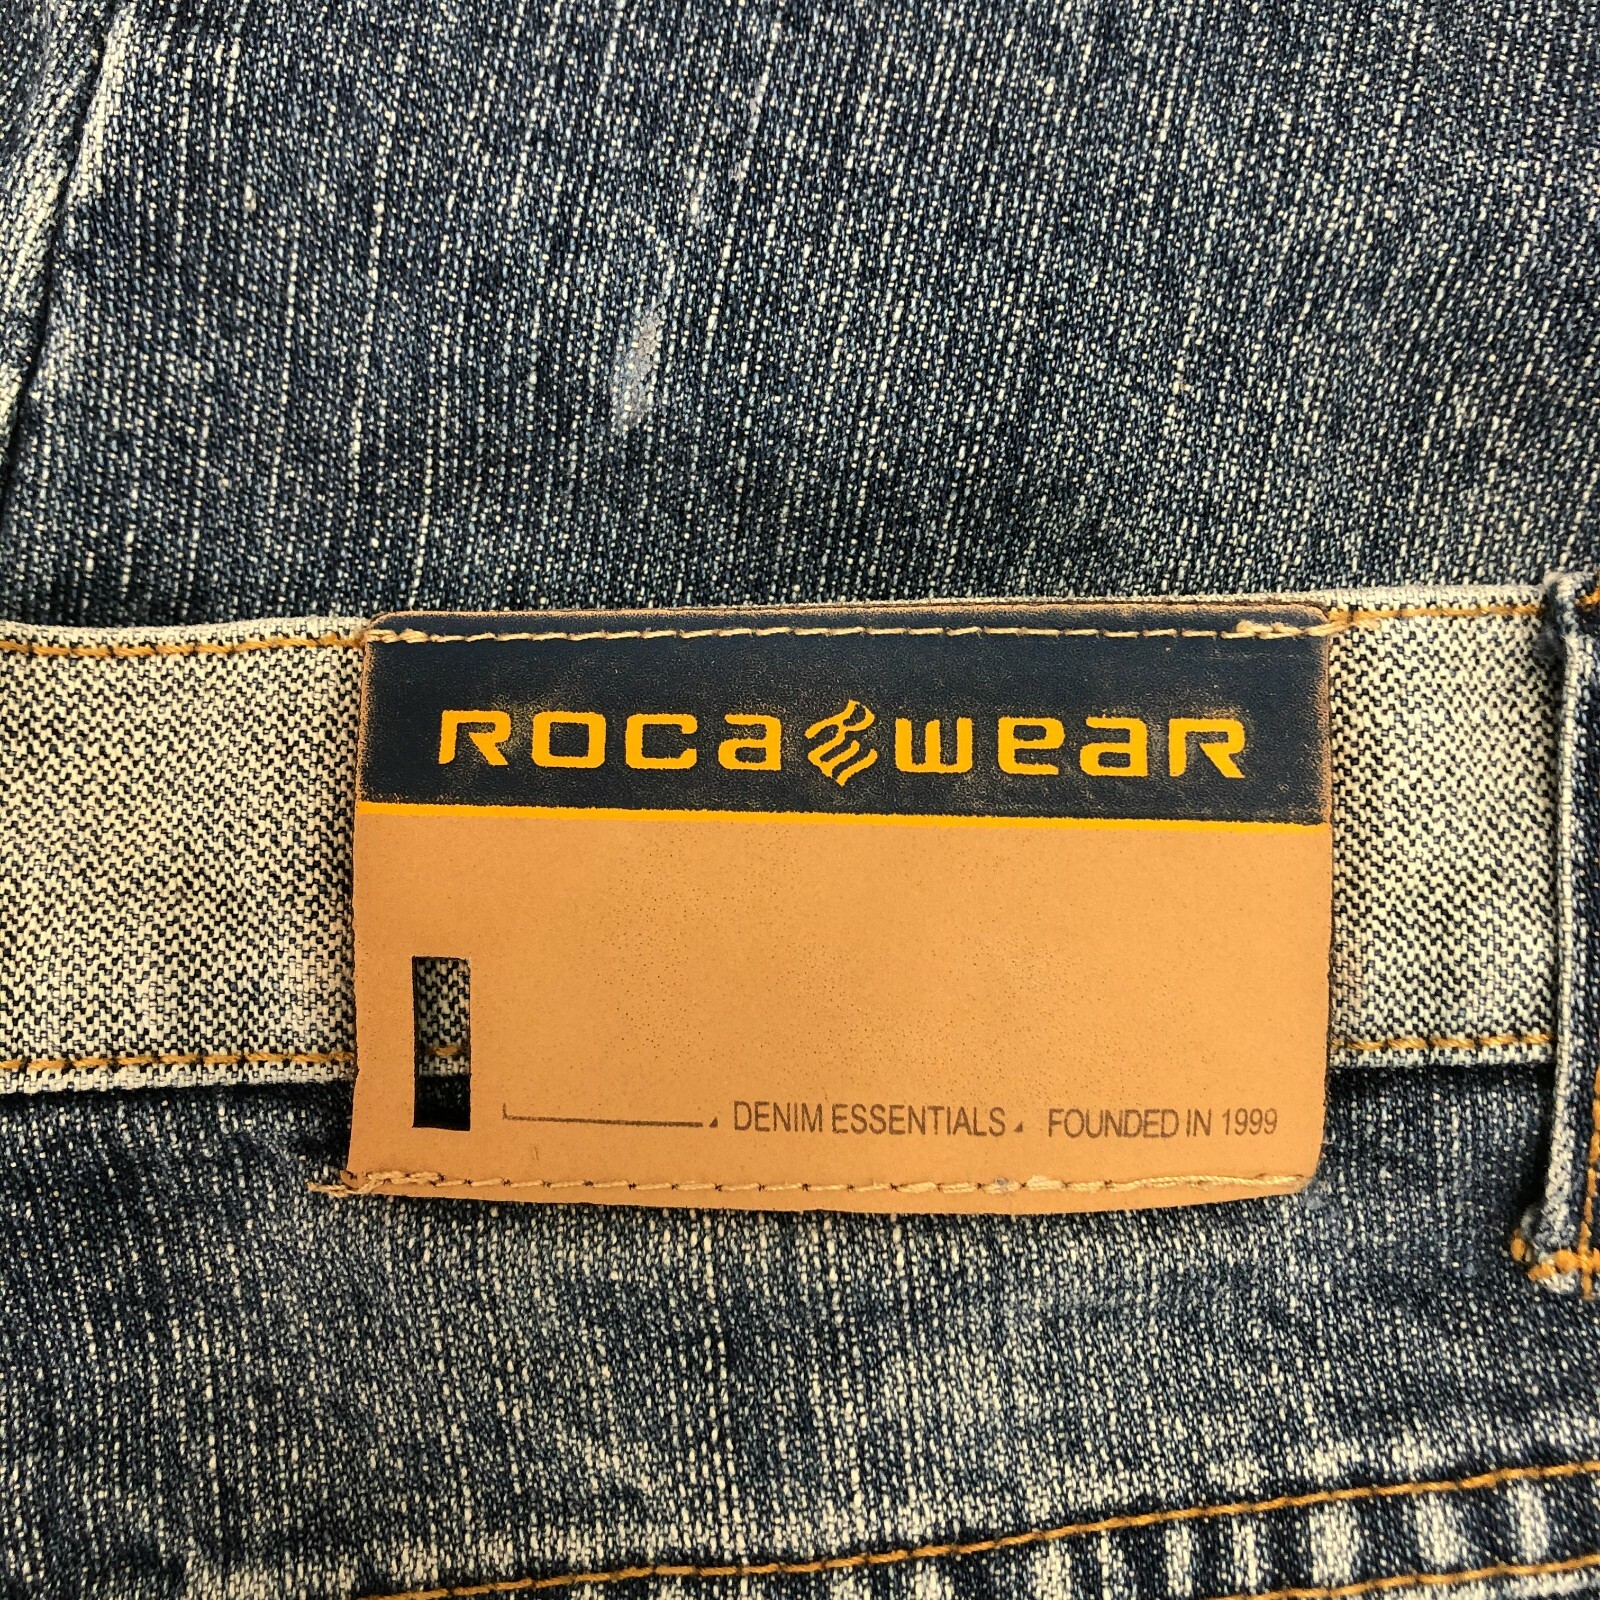 ROCAWEAR
DENIM ESSENTIALS FOUNDED IN 1999